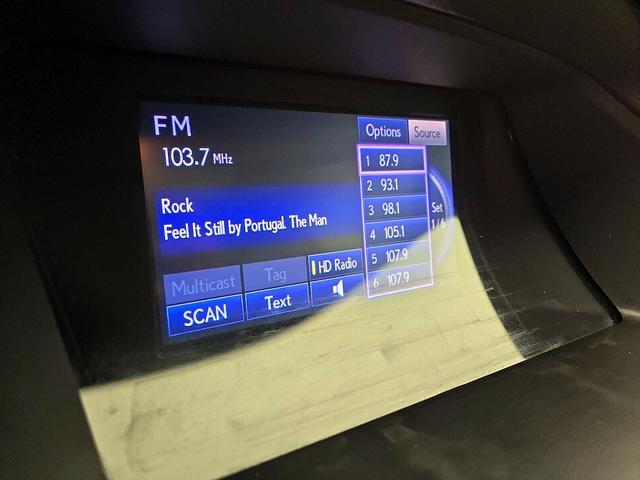 FM
103.7 MHz
Rock
Feel It Still by Portugal. The Man
Multicast
Tag
HD Radio
SCAN
Text
Options
Source
1 87.9
2 93.1
3 98.1
4 105.1
5 107.9
6 107.9
Set
1/6